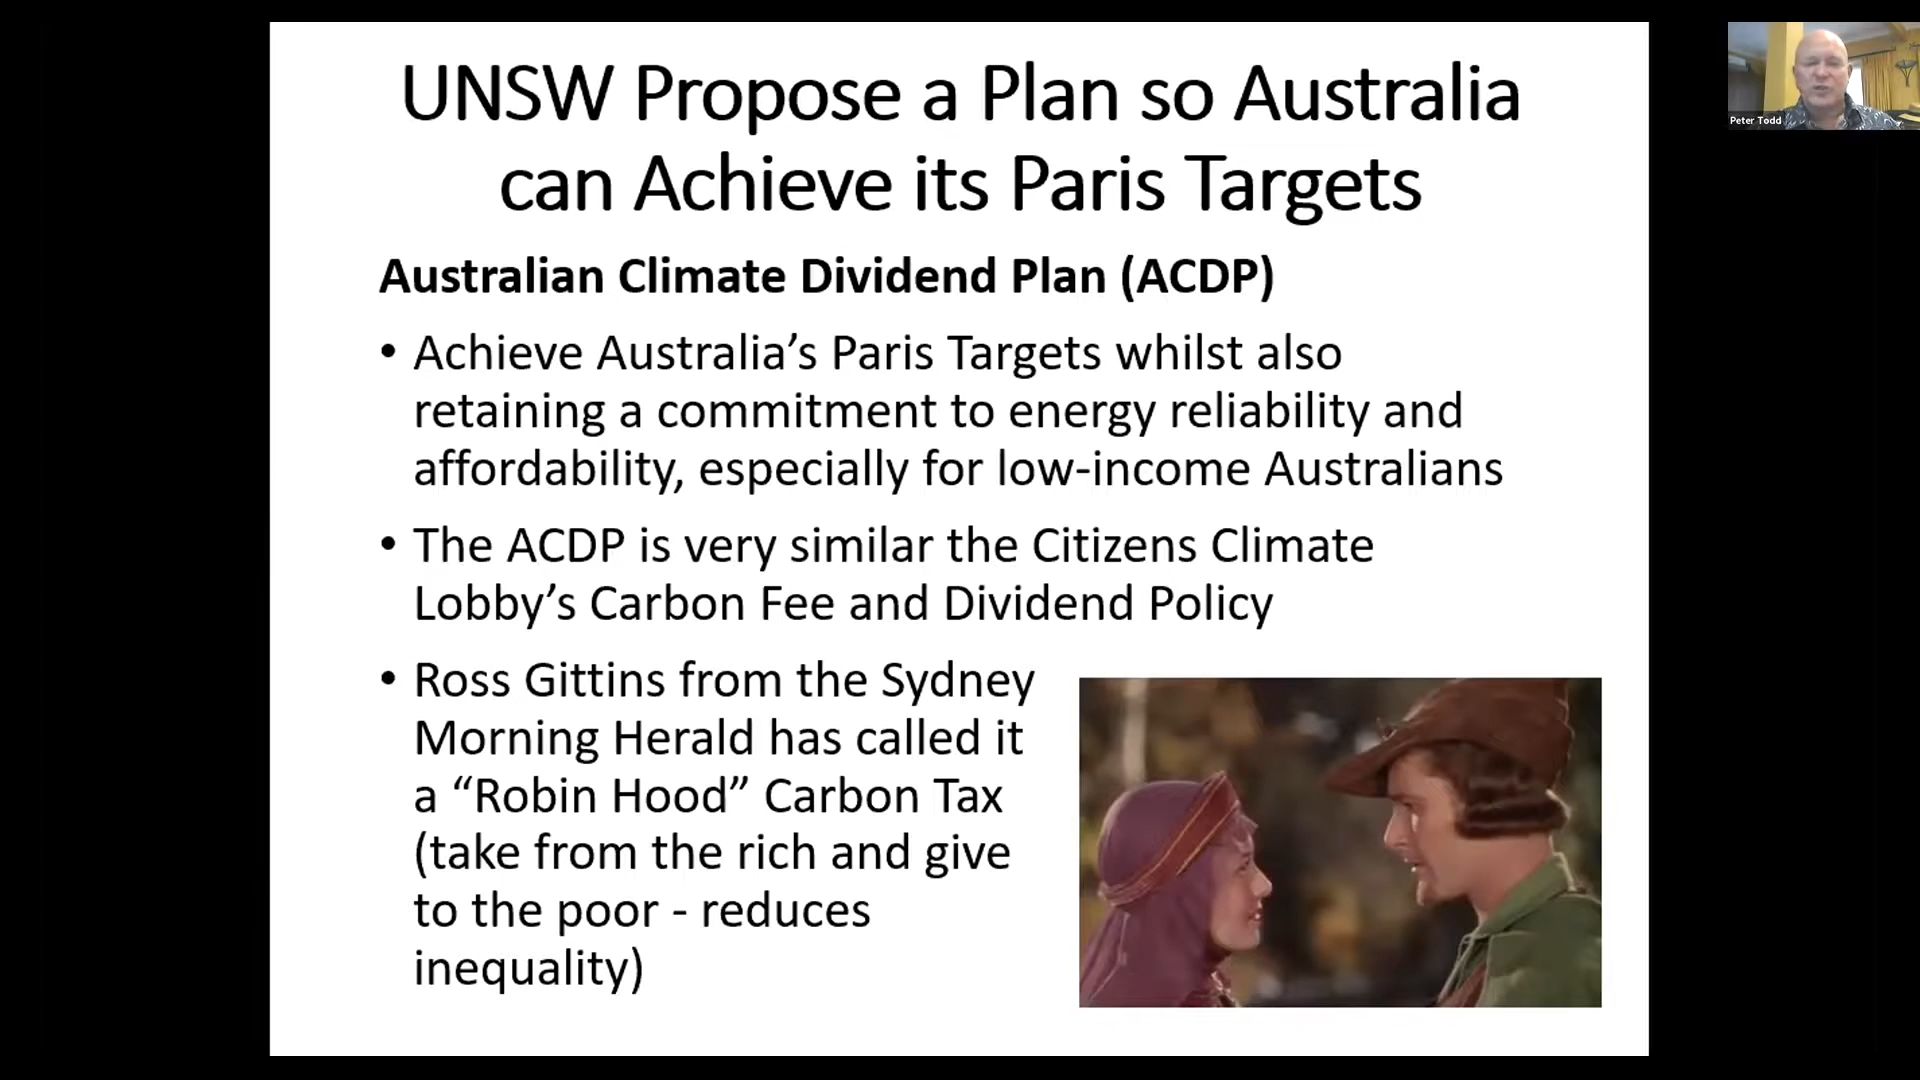 UNSW Propose a Plan so Australia
can Achieve its Paris Targets
Australian Climate Dividend Plan (ACDP)
• Achieve Australia’s Paris Targets whilst also
retaining a commitment to energy reliability and
affordability, especially for low-income Australians
• The ACDP is very similar the Citizens Climate
Lobby’s Carbon Fee and Dividend Policy
• Ross Gittins from the Sydney
Morning Herald has called it
a “Robin Hood” Carbon Tax
(take from the rich and give
to the poor - reduces
inequality)
Peter Todd